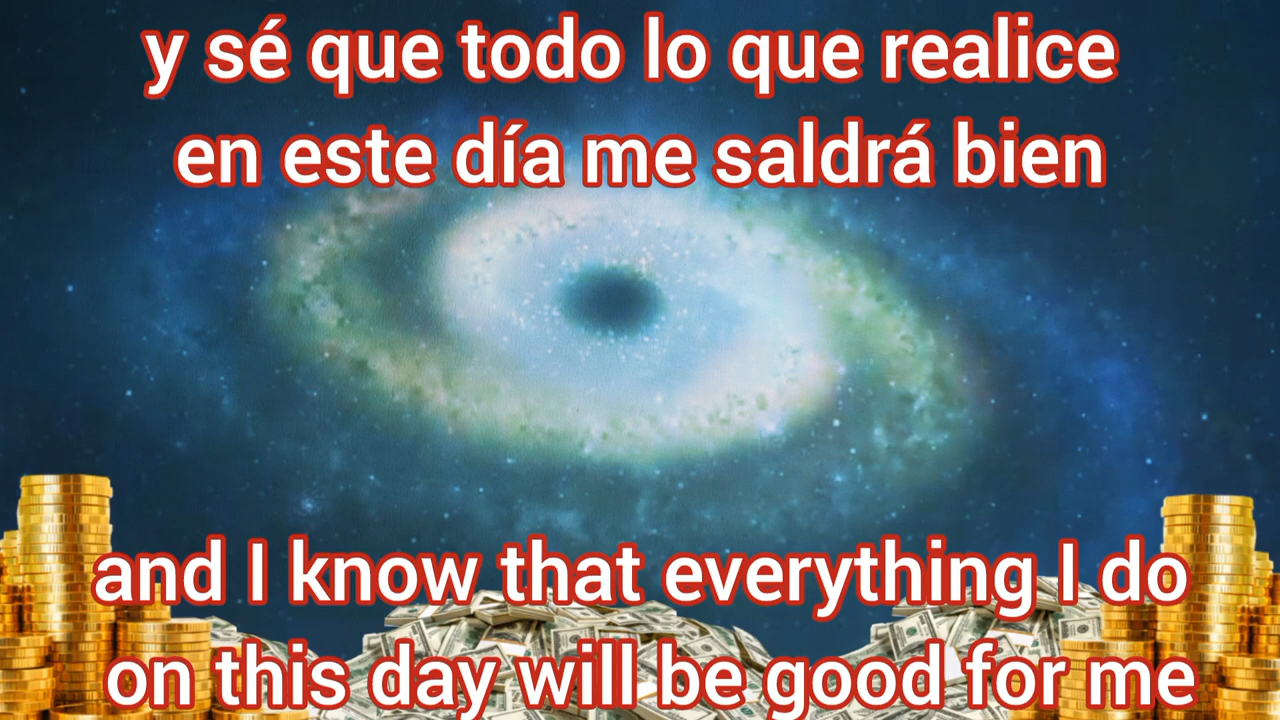 y sé que todo lo que realice
en este día me saldrá bien
and I know that everything I do
on this day will be good for me